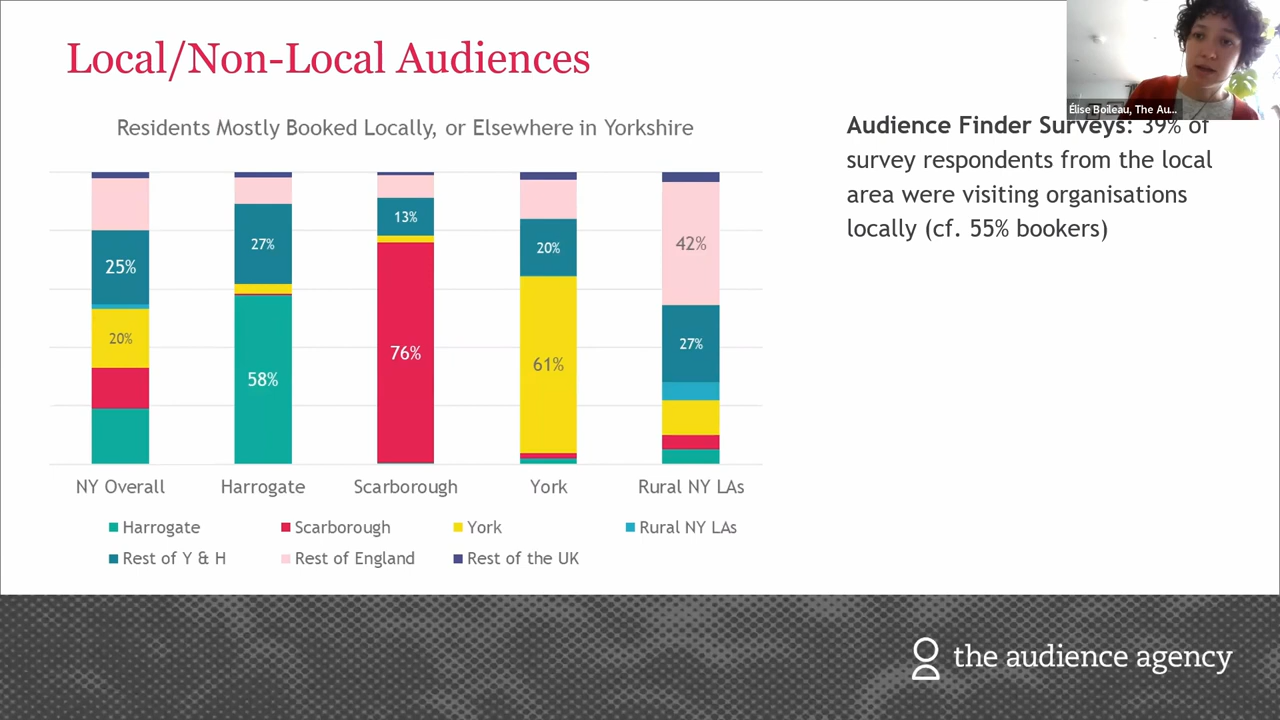 Local/Non-Local Audiences
Élise Boileau, The Au...
Residents Mostly Booked Locally, or Elsewhere in Yorkshire
Audience Finder Surveys: 39% of
survey respondents from the local
area were visiting organisations
locally (cf. 55% bookers)
25%
20%
27%
58%
13%
76%
20%
61%
42%
27%
NY Overall
Harrogate
Scarborough
York
Rural NY LAs
Harrogate
Scarborough
York
Rural NY LAs
Rest of Y & H
Rest of England
Rest of the UK
the audience agency